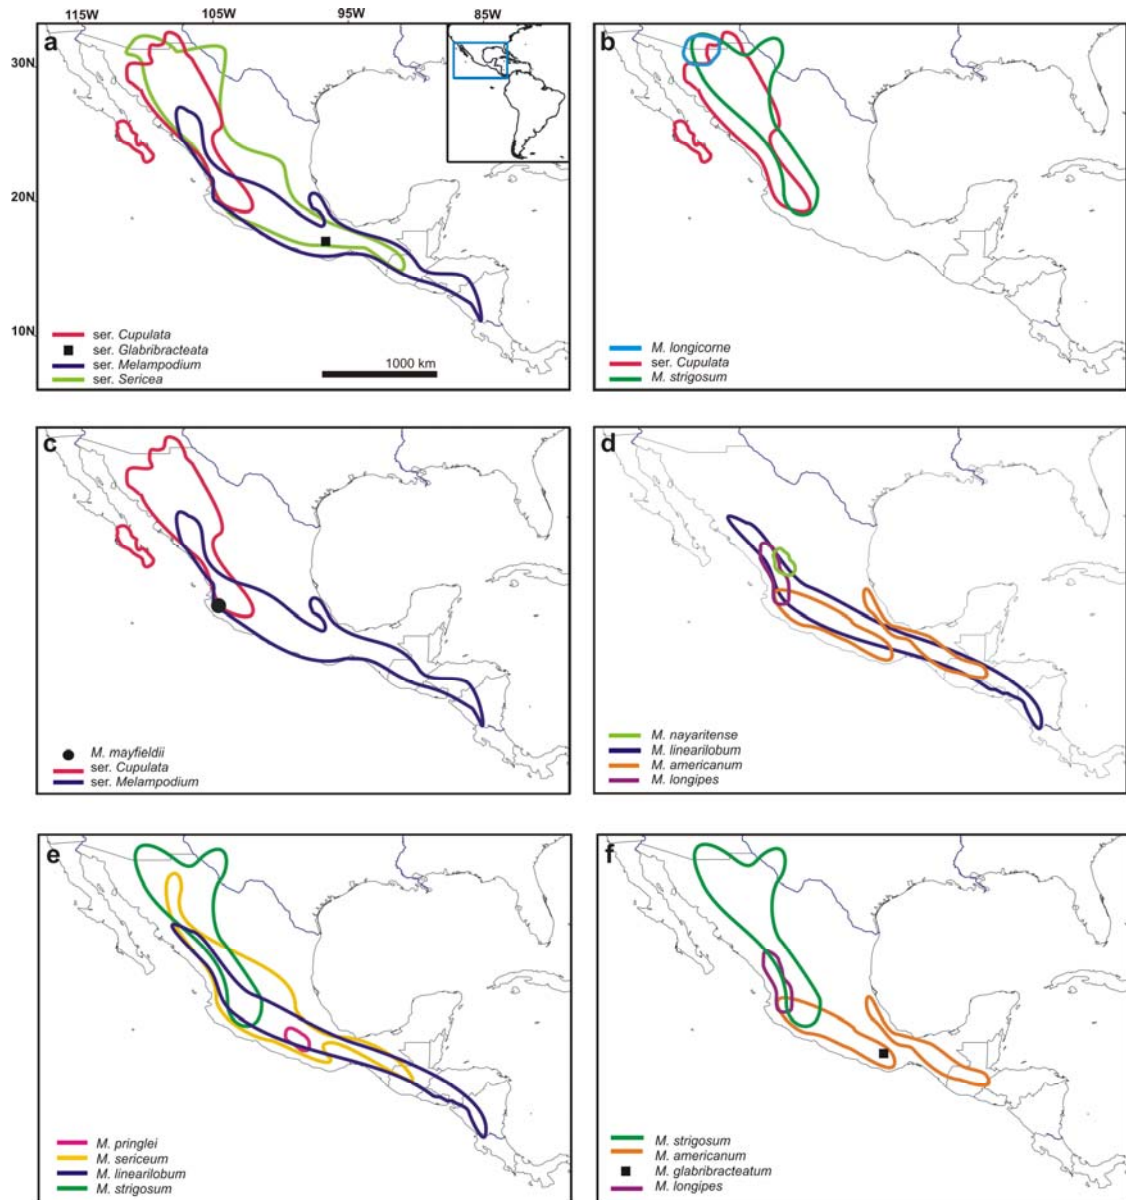 115W 105W 95W 85W
a
30N
20N
10N
ser. Cupulata
ser. Glabribracteata
ser. Melampodium
ser. Sericea
1000 km
b
M. longicorne
ser. Cupulata
M. strigosum
c
M. mayfieldii
ser. Cupulata
ser. Melampodium
d
M. nayaritense
M. linearilobum
M. americanum
M. longipes
e
M. pringlei
M. sericeum
M. linearilobum
M. strigosum
f
M. strigosum
M. americanum
M. glabribracteatum
M. longipes